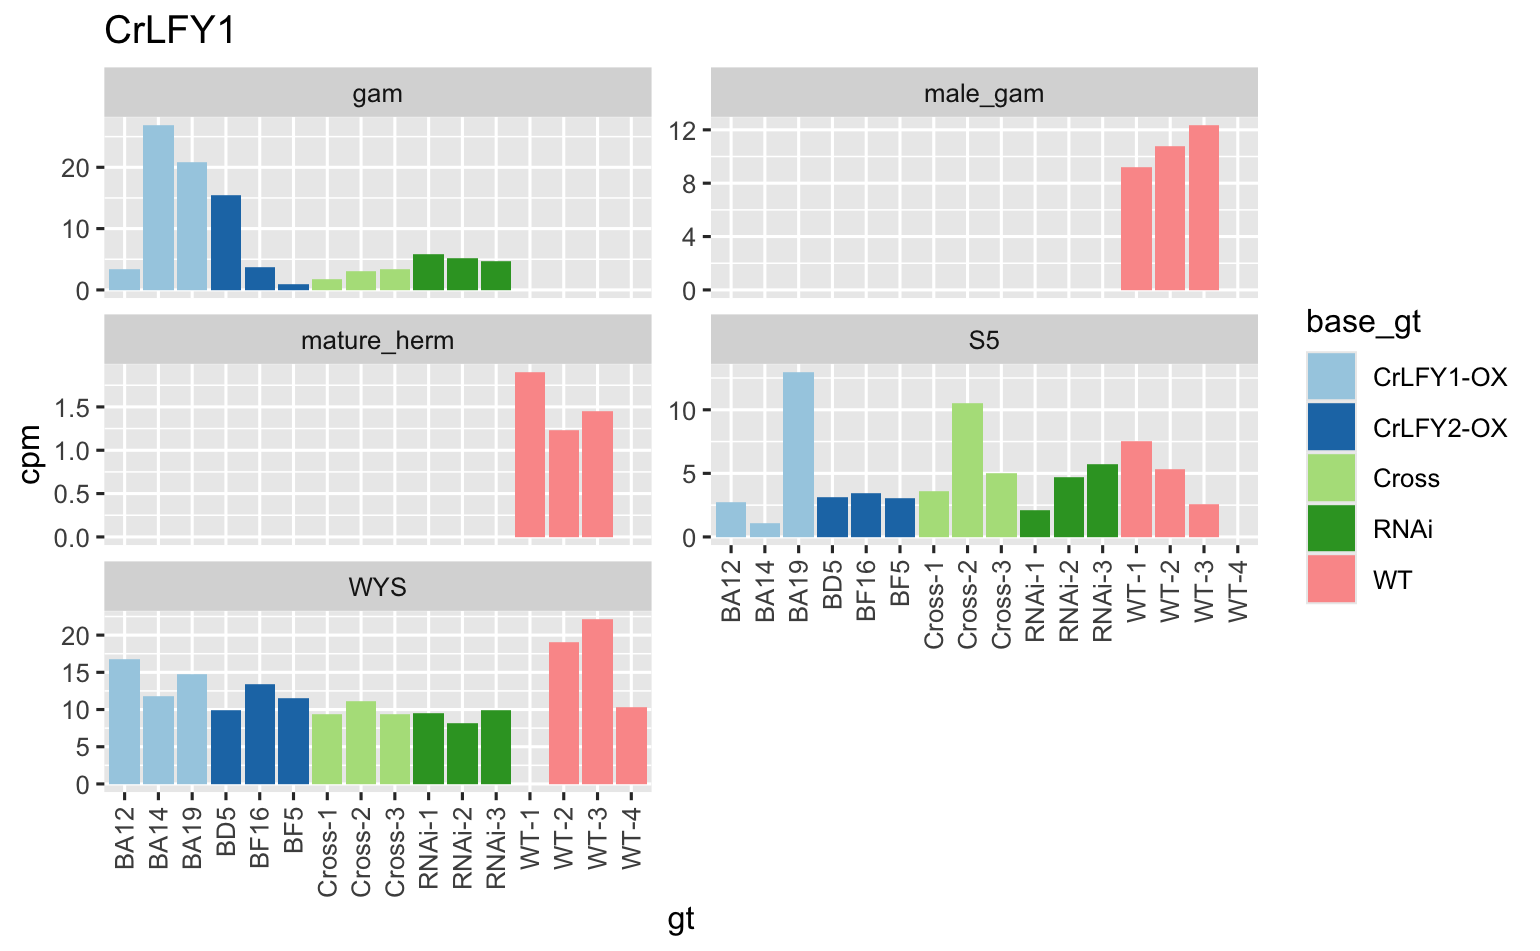 CrLFY1
gam
20
10
0
male_gam
12
8
4
0
mature_herm
1.5
1.0
0.5
0.0
S5
10
5
0
BA12 BA14 BA19 BD5 BF16 BF5 Cross-1 Cross-2 Cross-3 RNAi-1 RNAi-2 RNAi-3 WT-1 WT-2 WT-3 WT-4
WYS
20
15
10
5
0
BA12 BA14 BA19 BD5 BF16 BF5 Cross-1 Cross-2 Cross-3 RNAi-1 RNAi-2 RNAi-3 WT-1 WT-2 WT-3 WT-4
cpm
gt
base_gt
CrLFY1-OX
CrLFY2-OX
Cross
RNAi
WT